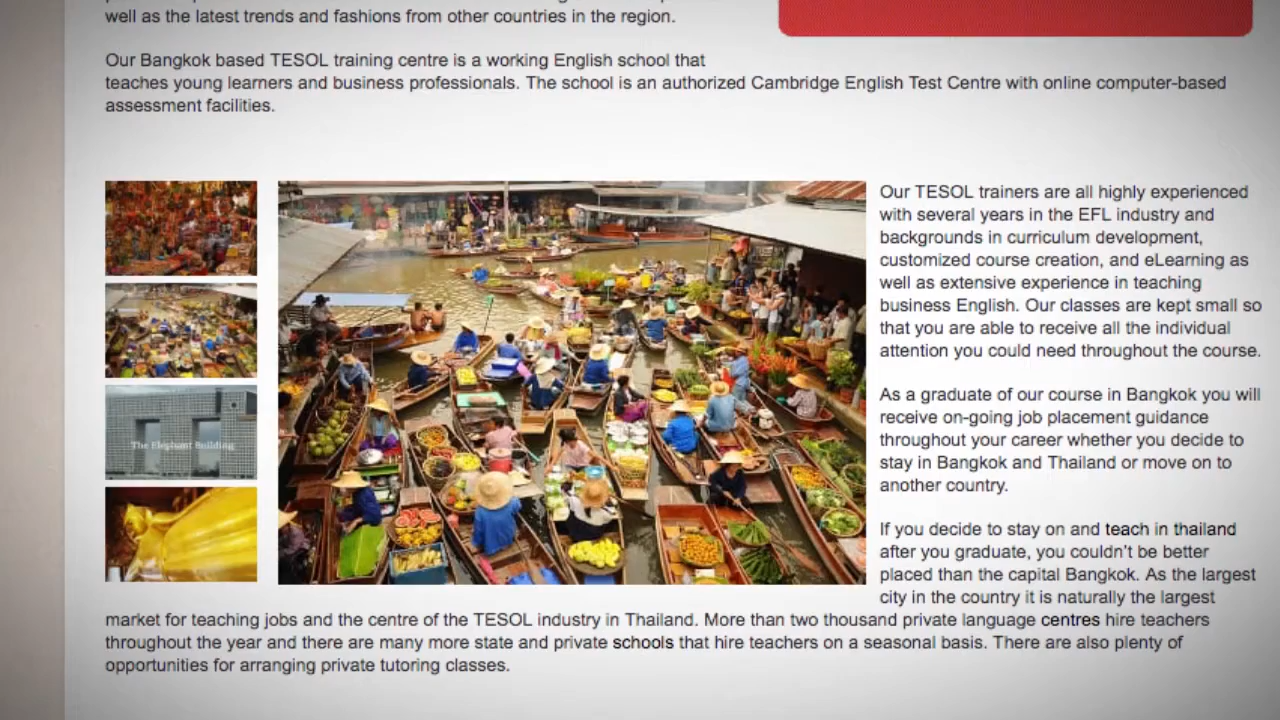 well as the latest trends and fashions from other countries in the region.
Our Bangkok based TESOL training centre is a working English school that
teaches young learners and business professionals. The school is an authorized Cambridge English Test Centre with online computer-based
assessment facilities.
The Elephant Building
Our TESOL trainers are all highly experienced
with several years in the EFL industry and
backgrounds in curriculum development,
customized course creation, and eLearning as
well as extensive experience in teaching
business English. Our classes are kept small so
that you are able to receive all the individual
attention you could need throughout the course.
As a graduate of our course in Bangkok you will
receive on-going job placement guidance
throughout your career whether you decide to
stay in Bangkok and Thailand or move on to
another country.
If you decide to stay on and teach in thailand
after you graduate, you couldn't be better
placed than the capital Bangkok. As the largest
city in the country it is naturally the largest
market for teaching jobs and the centre of the TESOL industry in Thailand. More than two thousand private language centres hire teachers
throughout the year and there are many more state and private schools that hire teachers on a seasonal basis. There are also plenty of
opportunities for arranging private tutoring classes.